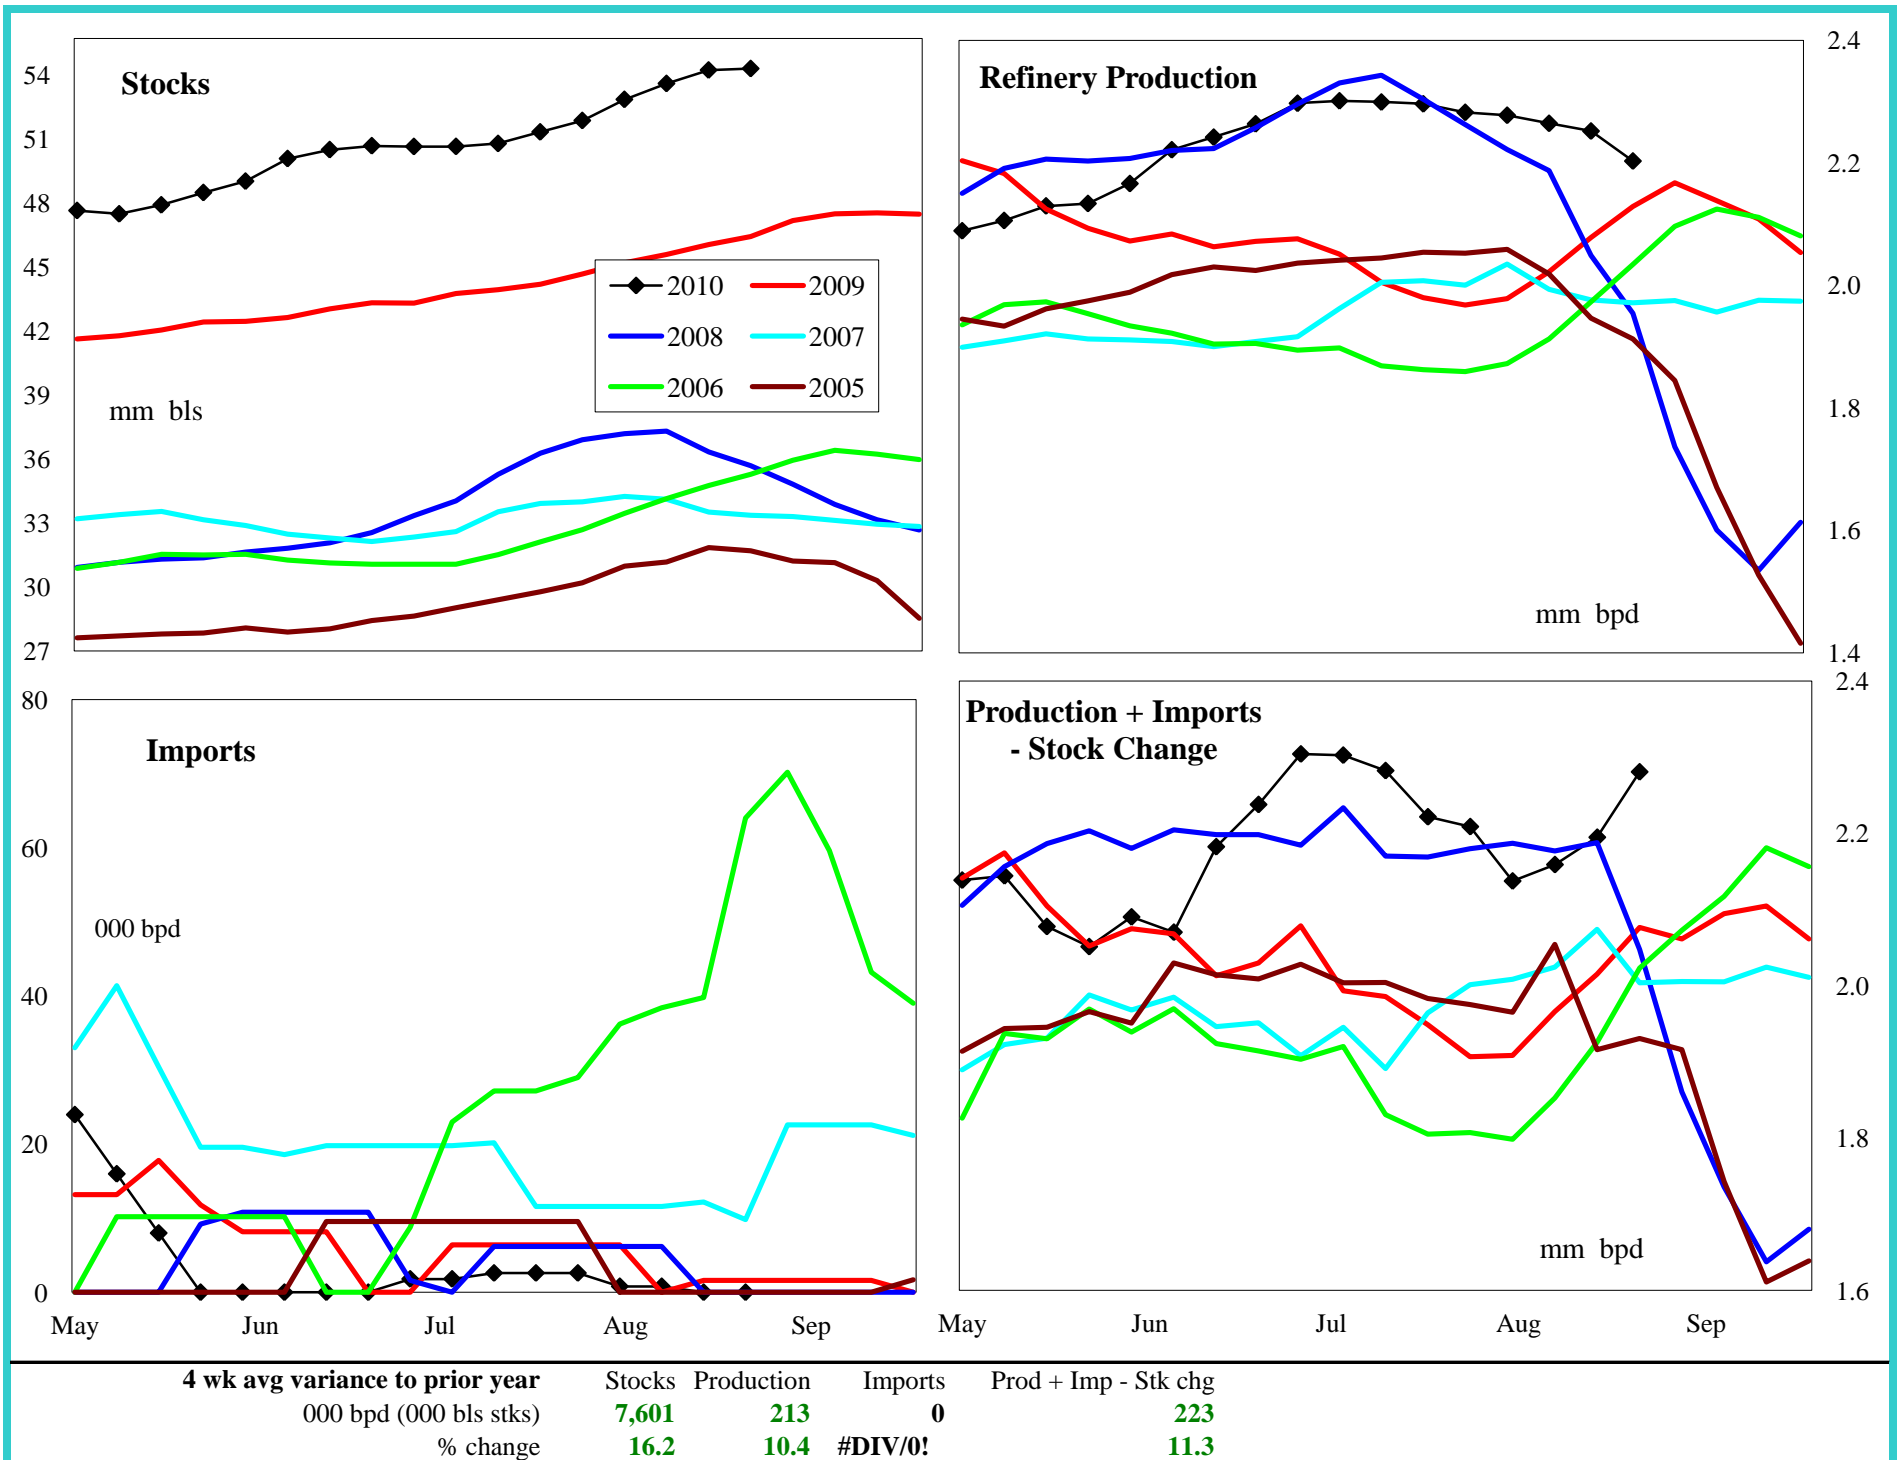 Stocks
54
51
48
45
42
39
36
33
30
27
mm bls
2010 2009
2008 2007
2006 2005
Refinery Production
2.4
2.2
2.0
1.8
1.6
1.4
mm bpd
Imports
80
60
40
20
0
000 bpd
May Jun Jul Aug Sep
Production + Imports
- Stock Change
2.4
2.2
2.0
1.8
1.6
mm bpd
May Jun Jul Aug Sep
4 wk avg variance to prior year Stocks Production Imports Prod + Imp - Stk chg
000 bpd (000 bls stks) 7,601 213 0 223
% change 16.2 10.4 #DIV/0! 11.3